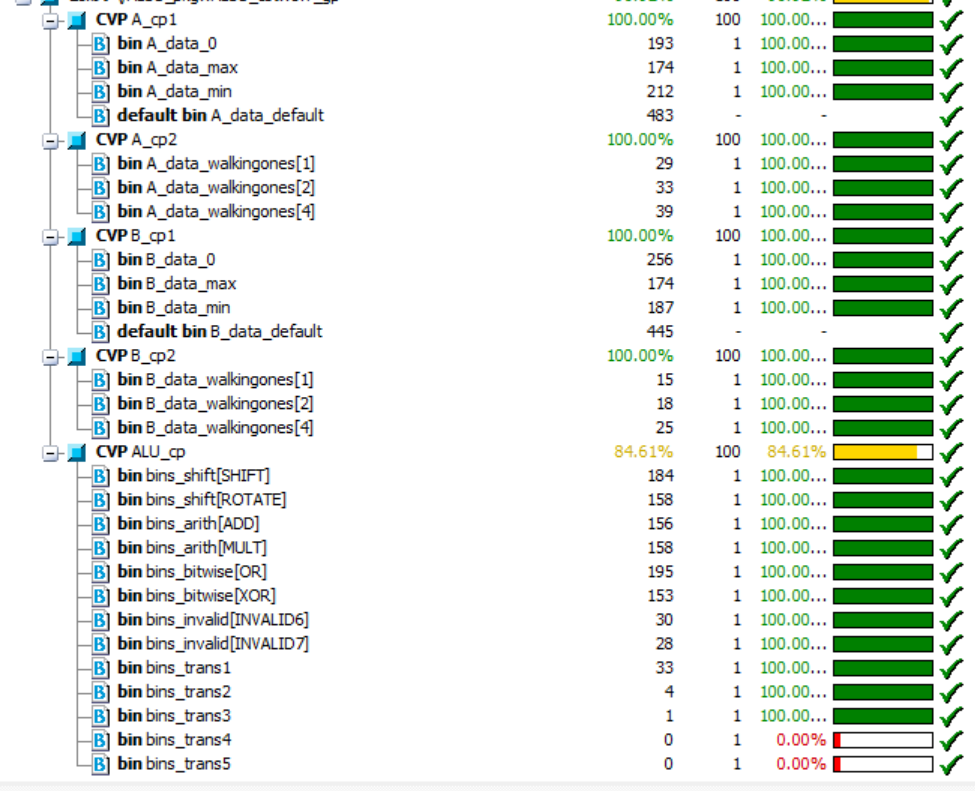 CVP A_cp1 100.00% 100 100.00...
bin A_data_0 193 1 100.00...
bin A_data_max 174 1 100.00...
bin A_data_min 212 1 100.00...
default bin A_data_default 483 - -
CVP A_cp2 100.00% 100 100.00...
bin A_data_walkingones[1] 29 1 100.00...
bin A_data_walkingones[2] 33 1 100.00...
bin A_data_walkingones[4] 39 1 100.00...
CVP B_cp1 100.00% 100 100.00...
bin B_data_0 256 1 100.00...
bin B_data_max 174 1 100.00...
bin B_data_min 187 1 100.00...
default bin B_data_default 445 - -
CVP B_cp2 100.00% 100 100.00...
bin B_data_walkingones[1] 15 1 100.00...
bin B_data_walkingones[2] 18 1 100.00...
bin B_data_walkingones[4] 25 1 100.00...
CVP ALU_cp 84.61% 100 84.61%
bin bins_shift[SHIFT] 184 1 100.00...
bin bins_shift[ROTATE] 158 1 100.00...
bin bins_arith[ADD] 156 1 100.00...
bin bins_arith[MULT] 158 1 100.00...
bin bins_bitwise[OR] 195 1 100.00...
bin bins_bitwise[XOR] 153 1 100.00...
bin bins_invalid[INVALID6] 30 1 100.00...
bin bins_invalid[INVALID7] 28 1 100.00...
bin bins_trans1 33 1 100.00...
bin bins_trans2 4 1 100.00...
bin bins_trans3 1 1 100.00...
bin bins_trans4 0 1 0.00%
bin bins_trans5 0 1 0.00%